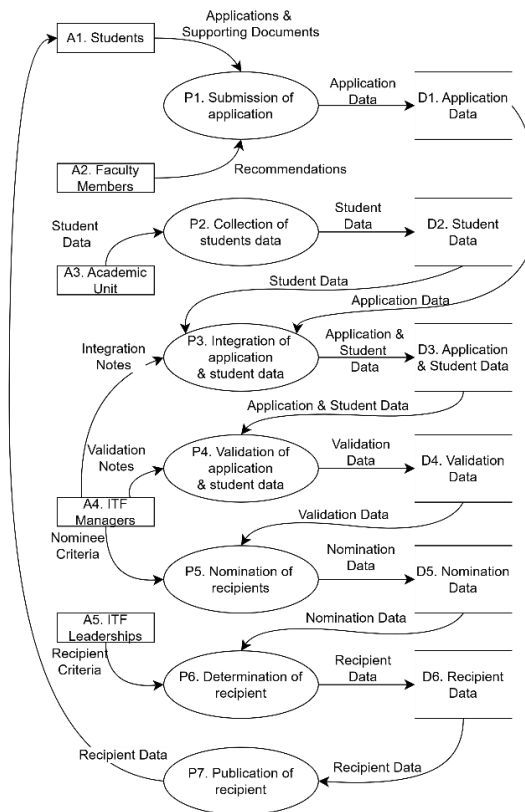 Applications &
Supporting Documents
A1. Students
P1. Submission of
application
Application
Data
D1. Application
Data
A2. Faculty
Members
Recommendations
Student
Data
P2. Collection of
students data
Student
Data
D2. Student
Data
A3. Academic
Unit
Student Data
Application Data
Integration
Notes
P3. Integration of
application
& student data
Application &
Student
Data
D3. Application
& Student Data
Application & Student Data
Validation
Notes
P4. Validation of
application
& student data
Validation
Data
D4. Validation
Data
A4. ITF
Managers
Validation Data
Nominee
Criteria
P5. Nomination of
recipients
Nomination
Data
D5. Nomination
Data
A5. ITF
Leaderships
Nomination Data
Recipient
Criteria
P6. Determination of
recipient
Recipient
Data
D6. Recipient
Data
Recipient Data
P7. Publication of
recipient
Recipient Data